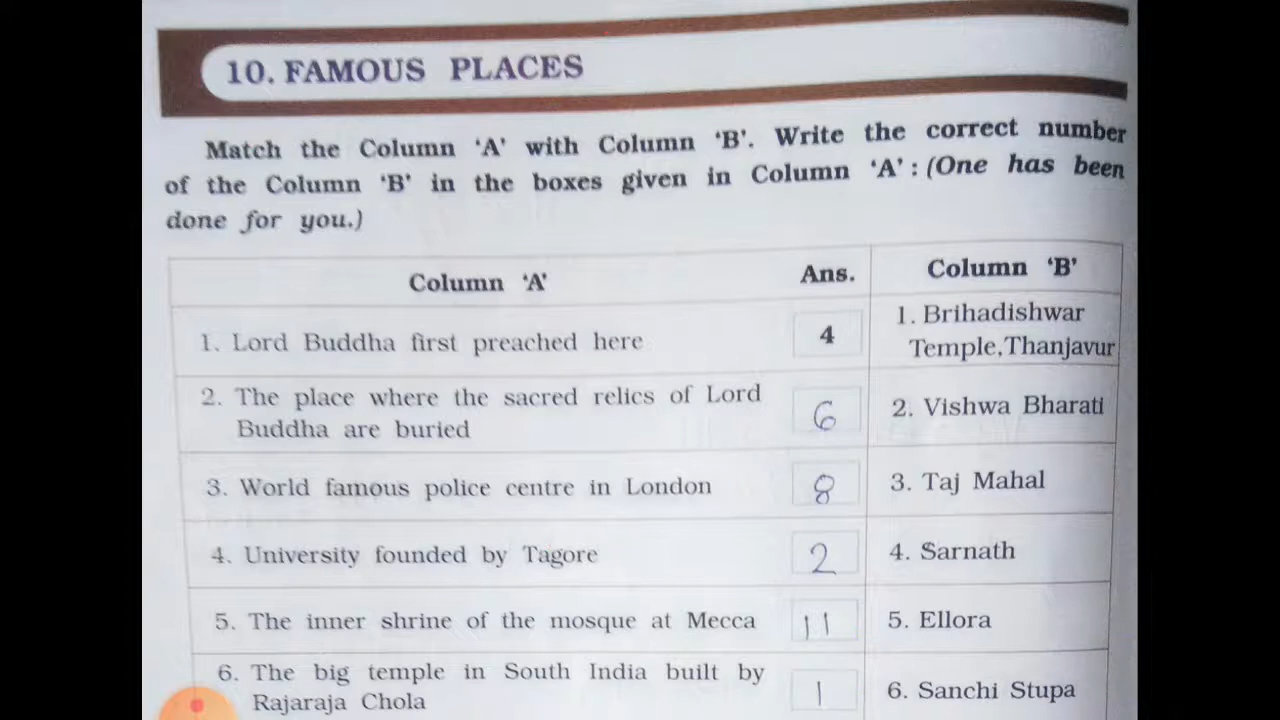 10. FAMOUS PLACES
Match the Column 'A' with Column 'B'. Write the correct number
of the Column 'B' in the boxes given in Column 'A' : (One has been
done for you.)
Column 'A' Ans. Column 'B'
1. Lord Buddha first preached here 4 1. Brihadishwar
Temple,Thanjavur
2. The place where the sacred relics of Lord
Buddha are buried 6 2. Vishwa Bharati
3. World famous police centre in London 8 3. Taj Mahal
4. University founded by Tagore 2 4. Sarnath
5. The inner shrine of the mosque at Mecca 11 5. Ellora
6. The big temple in South India built by
Rajaraja Chola 1 6. Sanchi Stupa